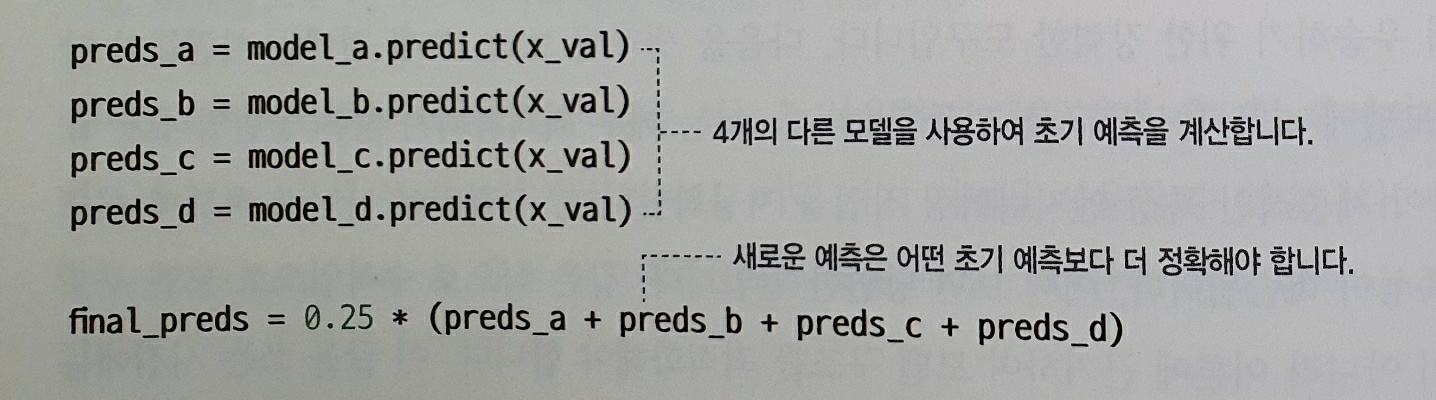 preds_a = model_a.predict(x_val)
preds_b = model_b.predict(x_val)
4개의 다른 모델을 사용하여 초기 예측을 계산합니다.
preds_c = model_c.predict(x_val)
preds_d = model_d.predict(x_val)
새로운 예측은 어떤 초기 예측보다 더 정확해야 합니다.
final_preds = 0.25 * (preds_a + preds_b + preds_c + preds_d)